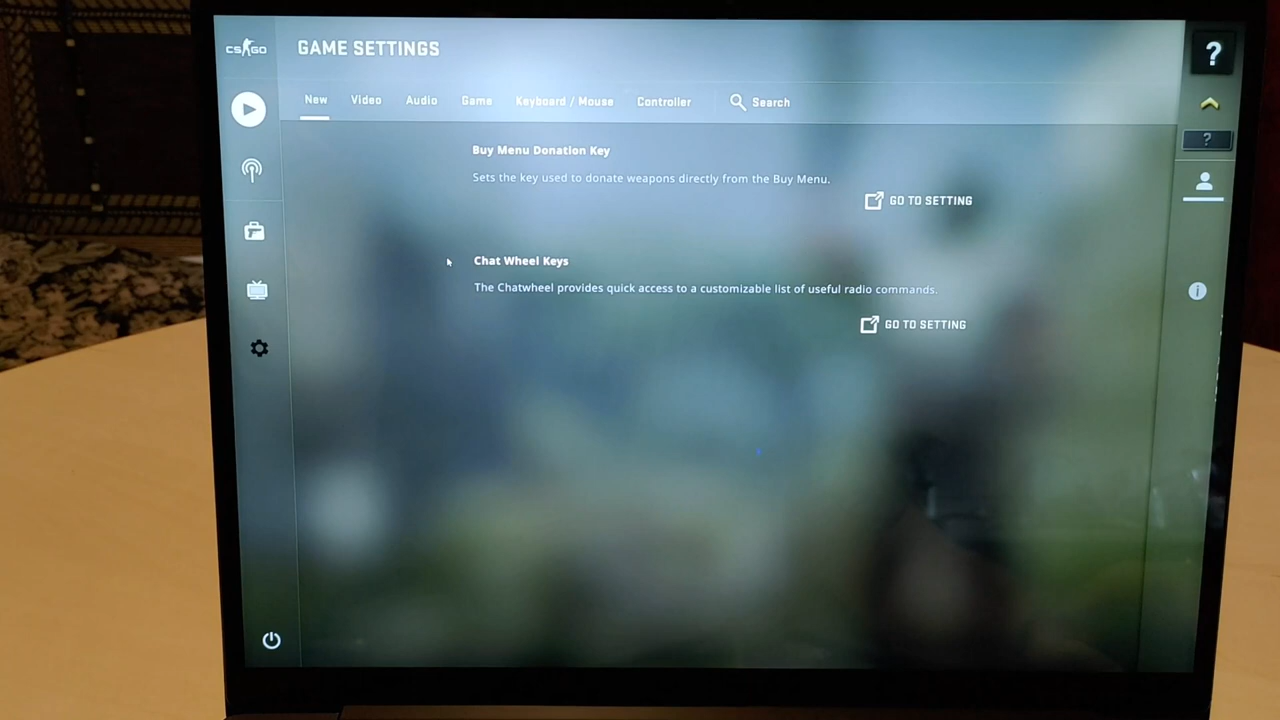 CS GO
GAME SETTINGS
?
New Video Audio Game Keyboard / Mouse Controller Search
?
Buy Menu Donation Key
Sets the key used to donate weapons directly from the Buy Menu.
GO TO SETTING
Chat Wheel Keys
The Chatwheel provides quick access to a customizable list of useful radio commands.
i
GO TO SETTING